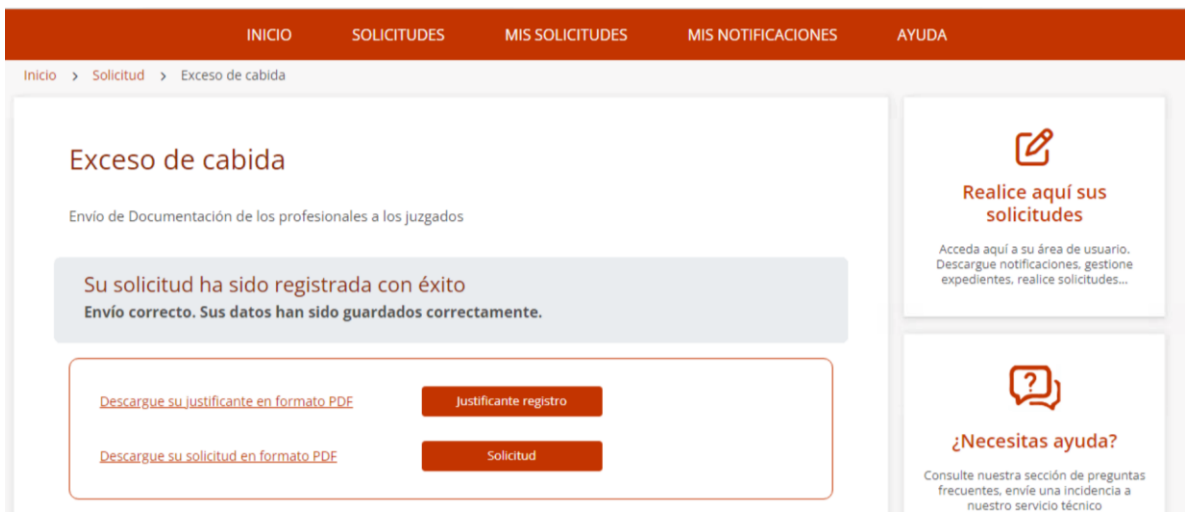 INICIO SOLICITUDES MIS SOLICITUDES MIS NOTIFICACIONES AYUDA
Inicio > Solicitud > Exceso de cabida
Exceso de cabida
Envío de Documentación de los profesionales a los juzgados
Su solicitud ha sido registrada con éxito
Envío correcto. Sus datos han sido guardados correctamente.
Descargue su justificante en formato PDF
Justificante registro
Descargue su solicitud en formato PDF
Solicitud
Realice aquí sus
solicitudes
Acceda aquí a su área de usuario.
Descargue notificaciones, gestione
expedientes, realice solicitudes...
¿Necesitas ayuda?
Consulte nuestra sección de preguntas
frecuentes, envíe una incidencia a
nuestro servicio técnico